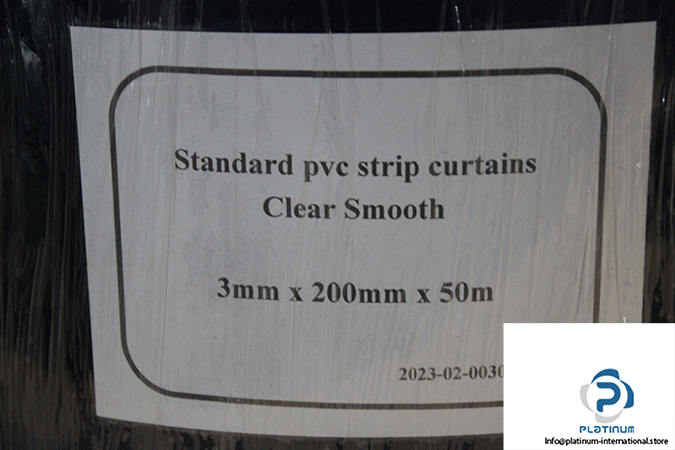 Standard pvc strip curtains
Clear Smooth
3mm x 200mm x 50m
2023-02-0030
PLATINUM
Info@platinum-international.store